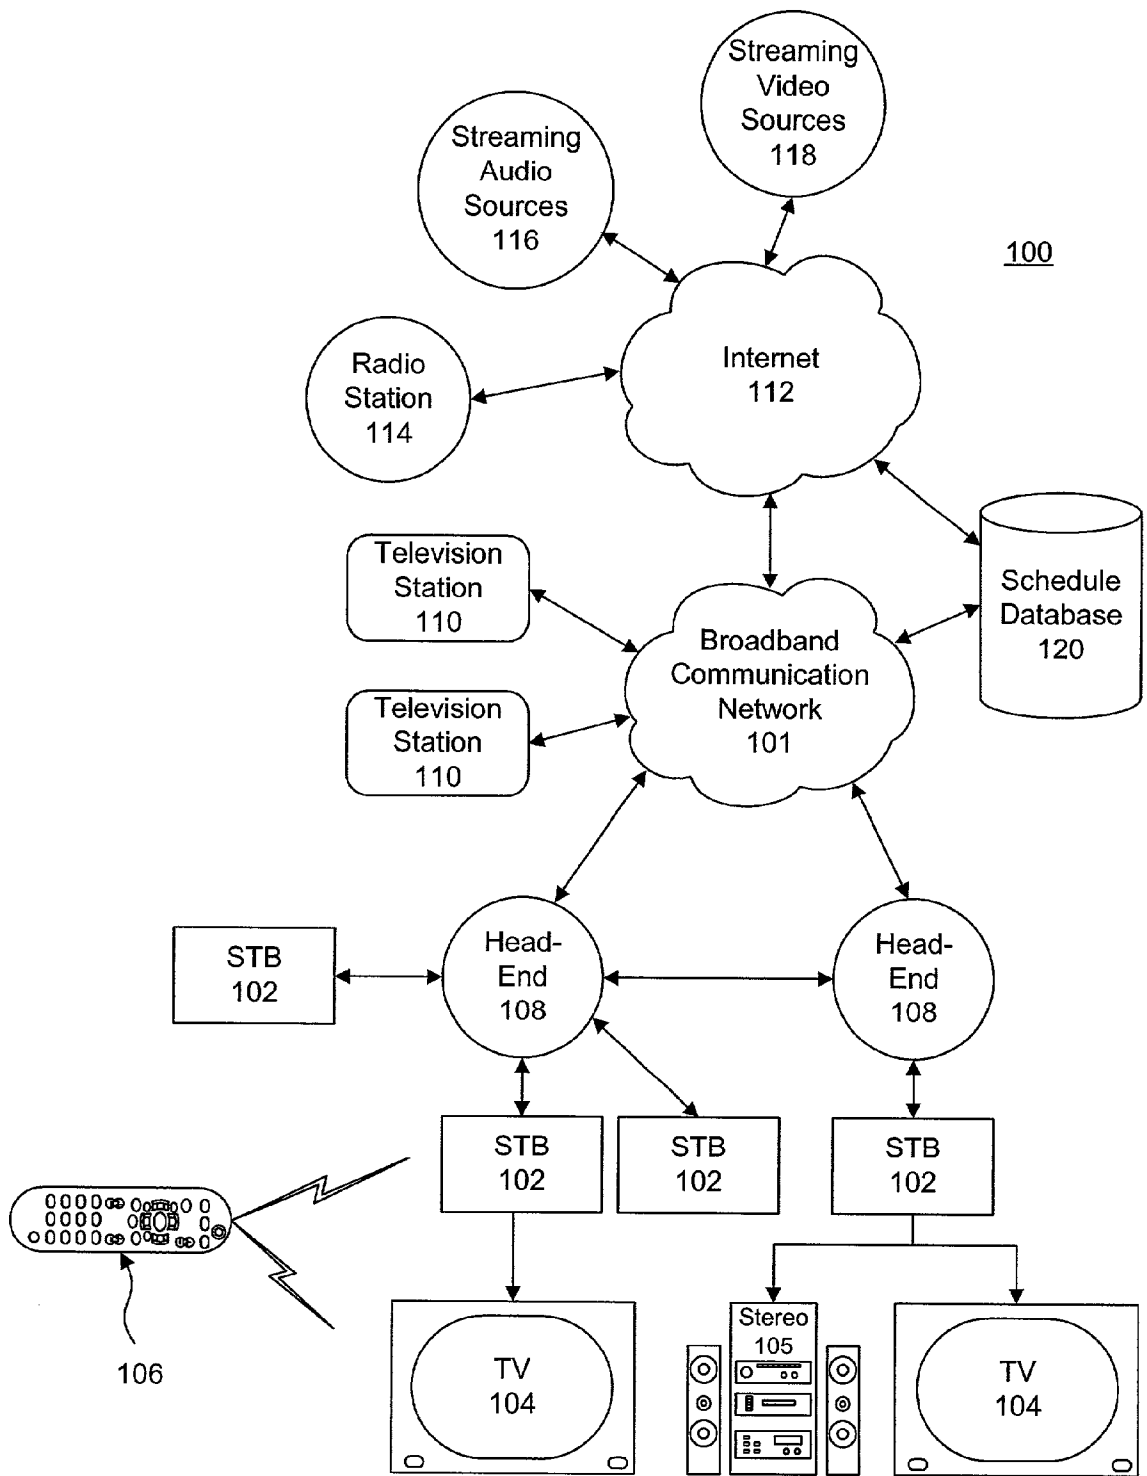 Streaming
Video
Sources
118
Streaming
Audio
Sources
116
100
Internet
112
Radio
Station
114
Television
Station
110
Schedule
Database
120
Broadband
Communication
Network
101
Television
Station
110
Head-
End
108
Head-
End
108
STB
102
STB
102
STB
102
STB
102
106
TV
104
Stereo
105
TV
104